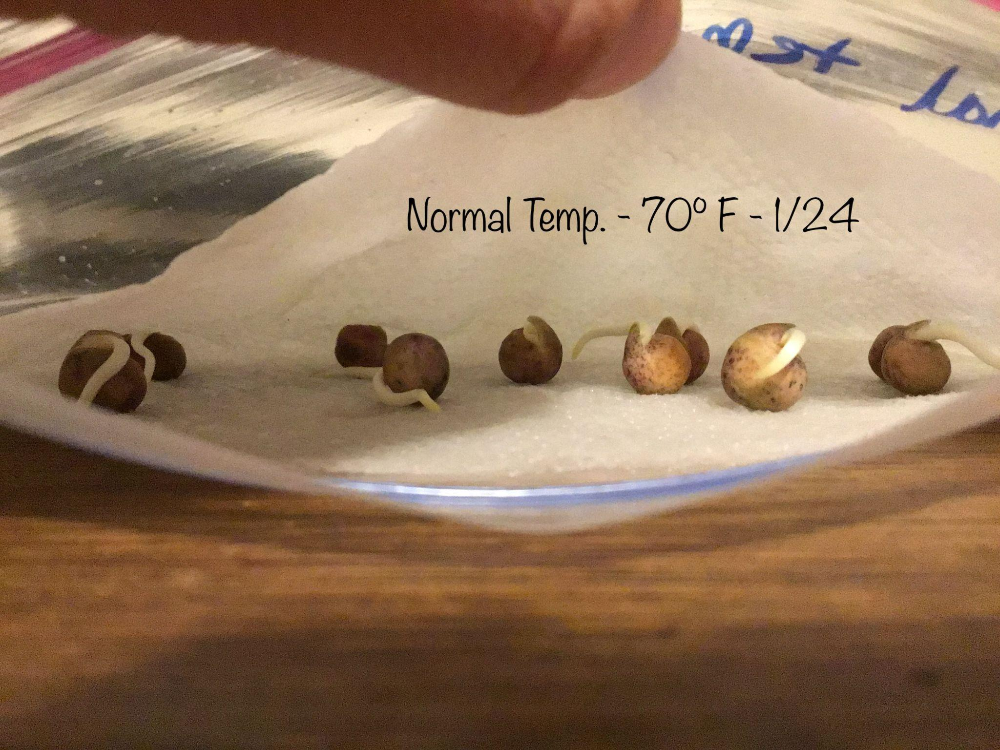 Normal Temp. - 70° F - 1/24